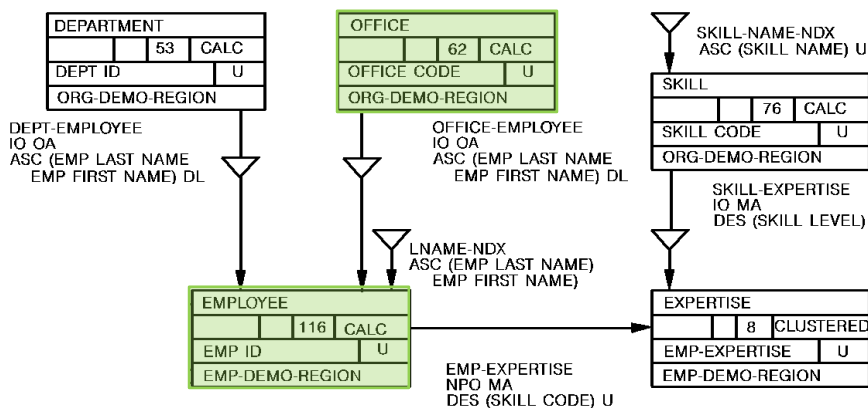 DEPARTMENT
53 CALC
DEPT ID U
ORG-DEMO-REGION
OFFICE
62 CALC
OFFICE CODE U
ORG-DEMO-REGION
SKILL-NAME-NDX
ASC (SKILL NAME) U
SKILL
76 CALC
SKILL CODE U
ORG-DEMO-REGION
DEPT-EMPLOYEE
IO OA
ASC (EMP LAST NAME
EMP FIRST NAME) DL
OFFICE-EMPLOYEE
IO OA
ASC (EMP LAST NAME
EMP FIRST NAME) DL
SKILL-EXPERTISE
IO MA
DES (SKILL LEVEL)
LNAME-NDX
ASC (EMP LAST NAME)
EMP FIRST NAME)
EMPLOYEE
116 CALC
EMP ID U
EMP-DEMO-REGION
EMP-EXPERTISE
NPO MA
DES (SKILL CODE) U
EXPERTISE
8 CLUSTERED
EMP-EXPERTISE U
EMP-DEMO-REGION